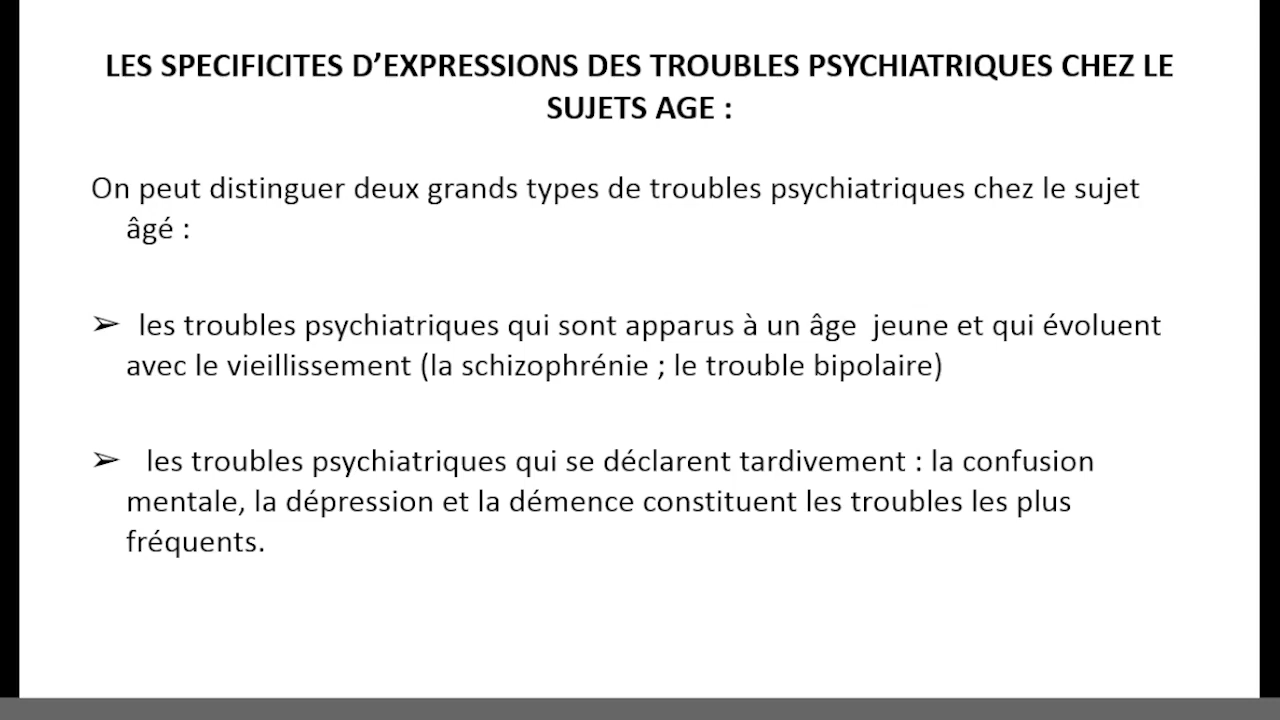 LES SPECIFICITES D’EXPRESSIONS DES TROUBLES PSYCHIATRIQUES CHEZ LE
SUJETS AGE :
On peut distinguer deux grands types de troubles psychiatriques chez le sujet
âgé :
➢ les troubles psychiatriques qui sont apparus à un âge  jeune et qui évoluent
avec le vieillissement (la schizophrénie ; le trouble bipolaire)
➢  les troubles psychiatriques qui se déclarent tardivement : la confusion
mentale, la dépression et la démence constituent les troubles les plus
fréquents.